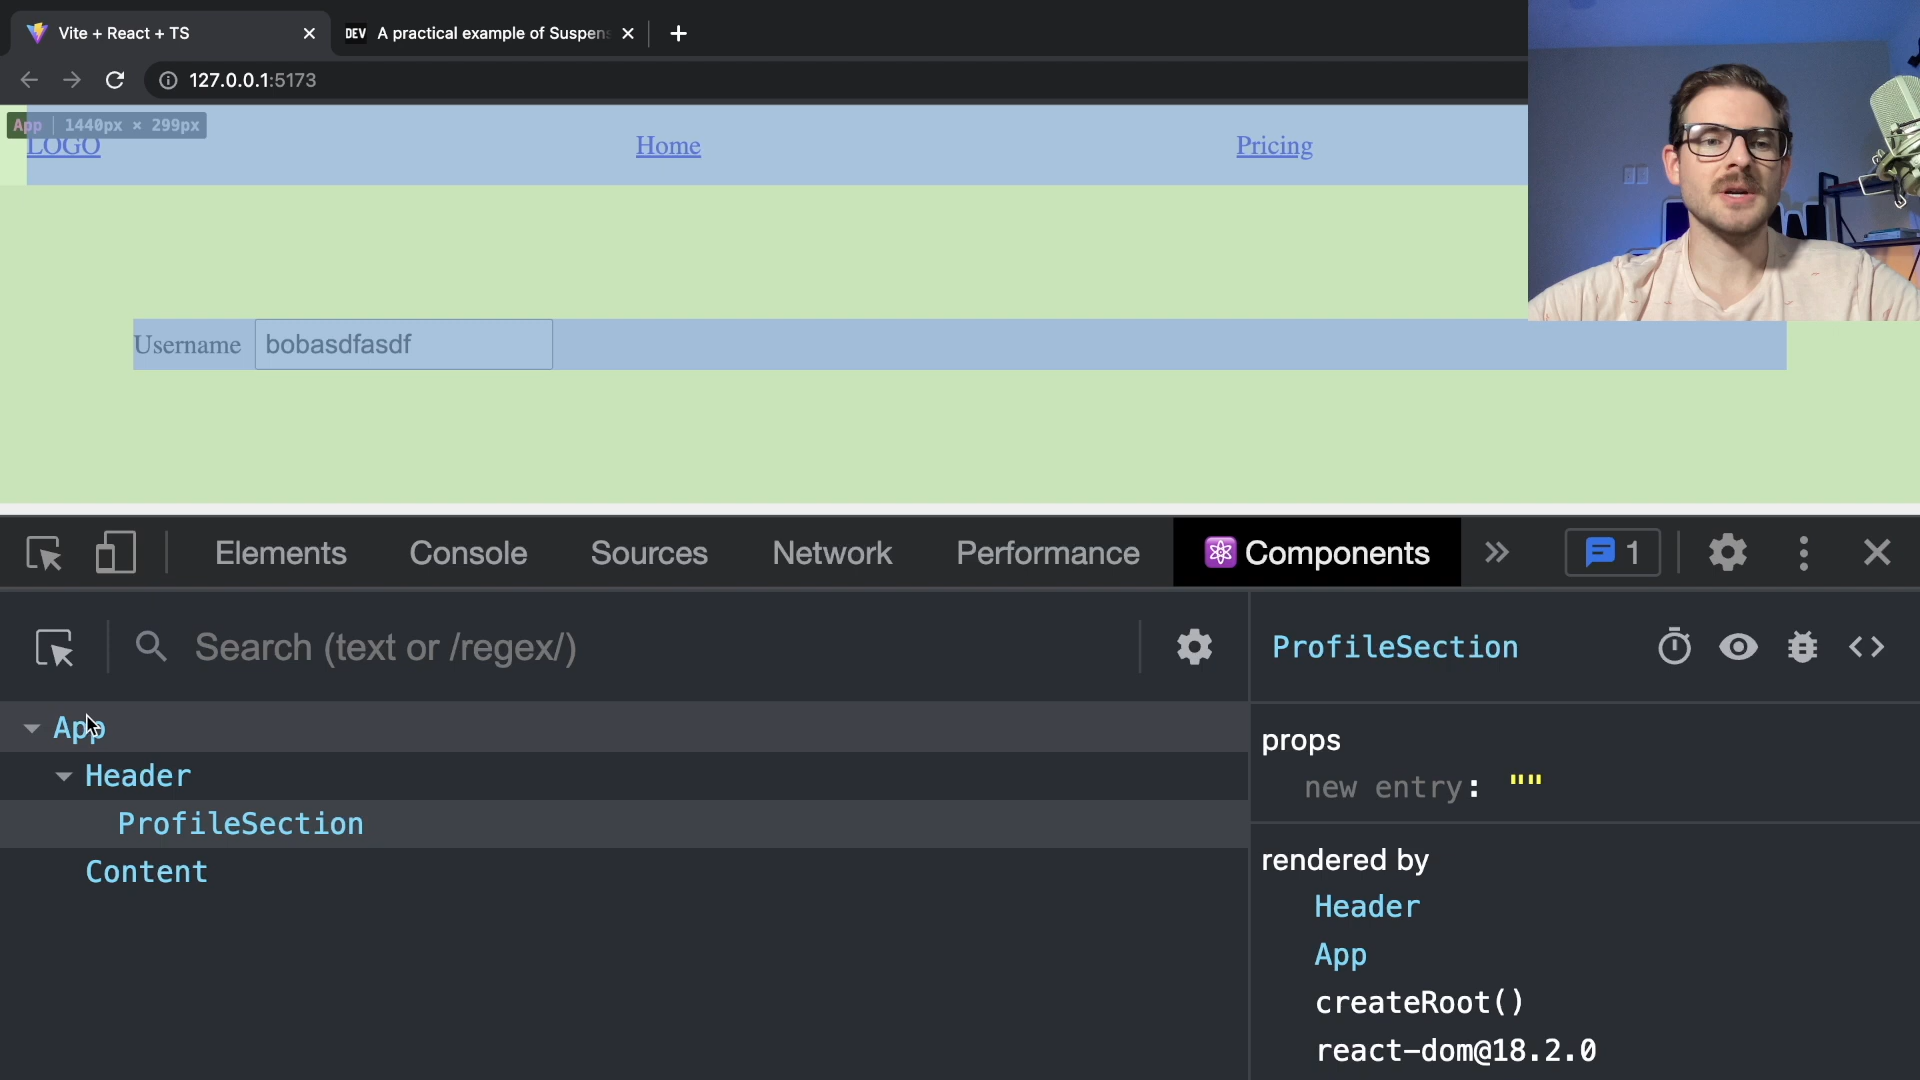 Vite + React + TS
DEV A practical example of Suspens
127.0.0.1:5173
App 1440px × 299px
LOGO Home Pricing
Username bobasdfasdf
Elements Console Sources Network Performance Components 1
Search (text or /regex/)
ProfileSection
App
Header
ProfileSection
Content
props
new entry: ""
rendered by
Header
App
createRoot()
react-dom@18.2.0